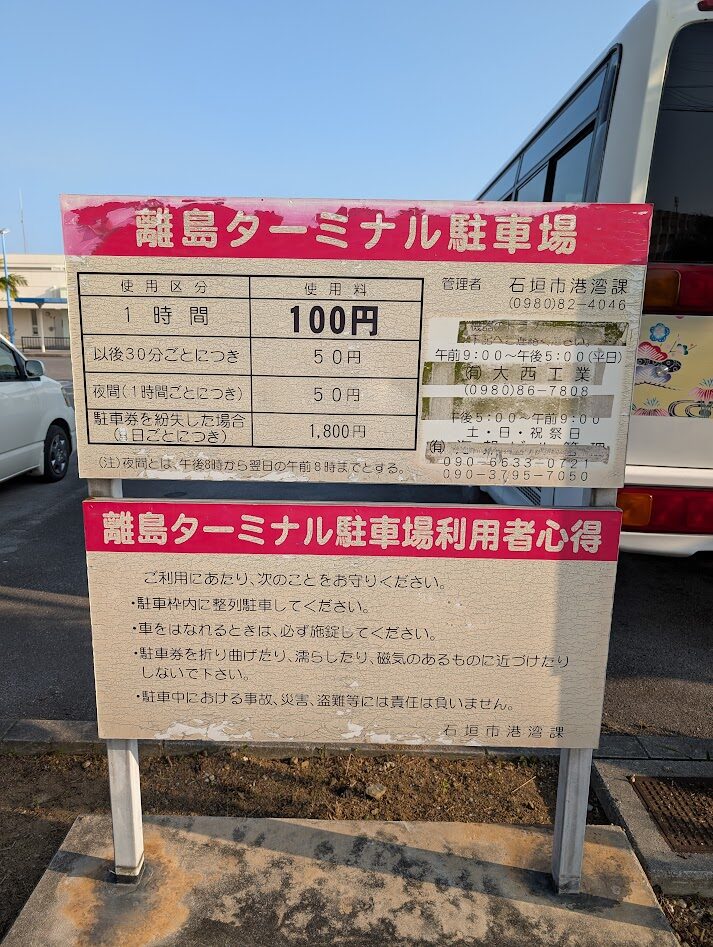 離島ターミナル駐車場
使用区分 使用料
1時間 100円
以後30分ごとにつき 50円
夜間(1時間ごとにつき) 50円
駐車券を紛失した場合
日ごとにつき) 1,800円
(注)夜間とは、午後8時から翌日の午前8時までとする。
管理者 石垣市港湾課
(0980)82-4046
午前9:00～午後5:00(平日)
(有)大西工業
(0980)86-7808
午後5:00～午前9:00
土日・祝祭日
(有)
090-6633-0721
090-3795-7050
離島ターミナル駐車場利用者心得
ご利用にあたり、次のことをお守りください。
・駐車枠内に整列駐車してください。
・車をはなれるときは、必ず施錠してください。
・駐車券を折り曲げたり、濡らしたり、磁気のあるものに近づけたり
しないで下さい。
・駐車中における事故、災害、盗難等には責任は負いません。
石垣市港湾課